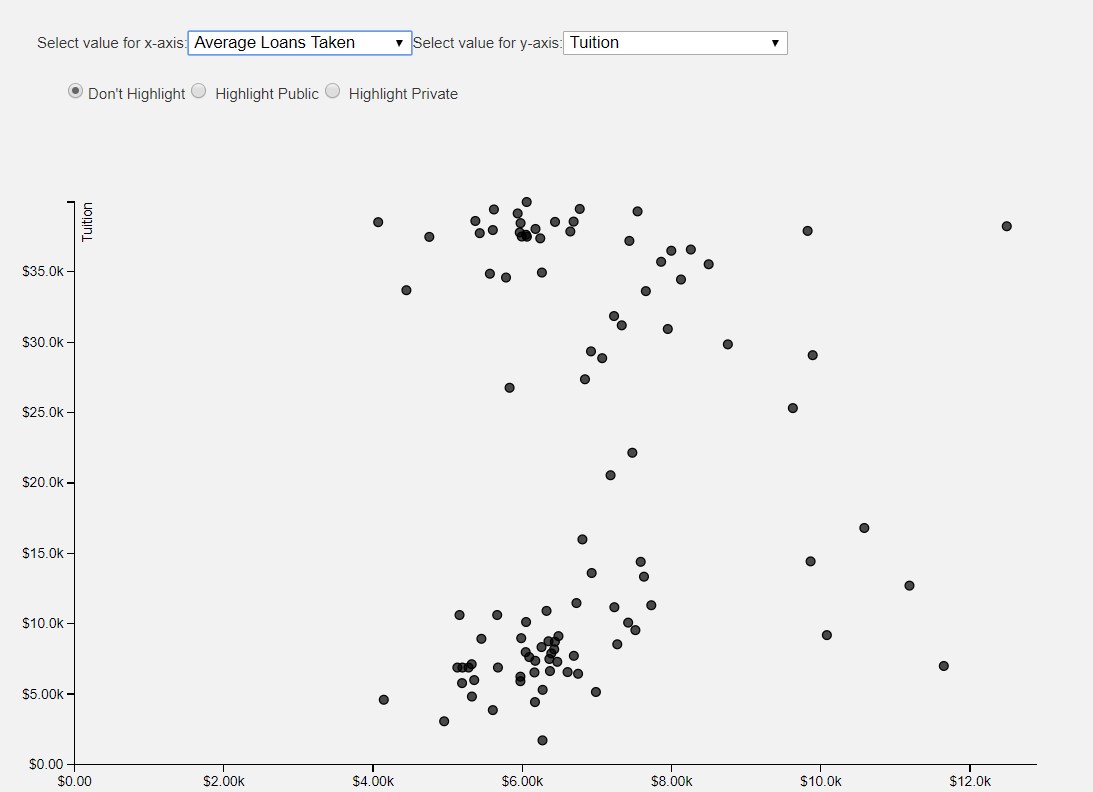 Select value for x-axis: Average Loans Taken ▼ Select value for y-axis: Tuition ▼
Don't Highlight Highlight Public Highlight Private
Tuition
$35.0k
$30.0k
$25.0k
$20.0k
$15.0k
$10.0k
$5.00k
$0.00
$0.00 $2.00k $4.00k $6.00k $8.00k $10.0k $12.0k